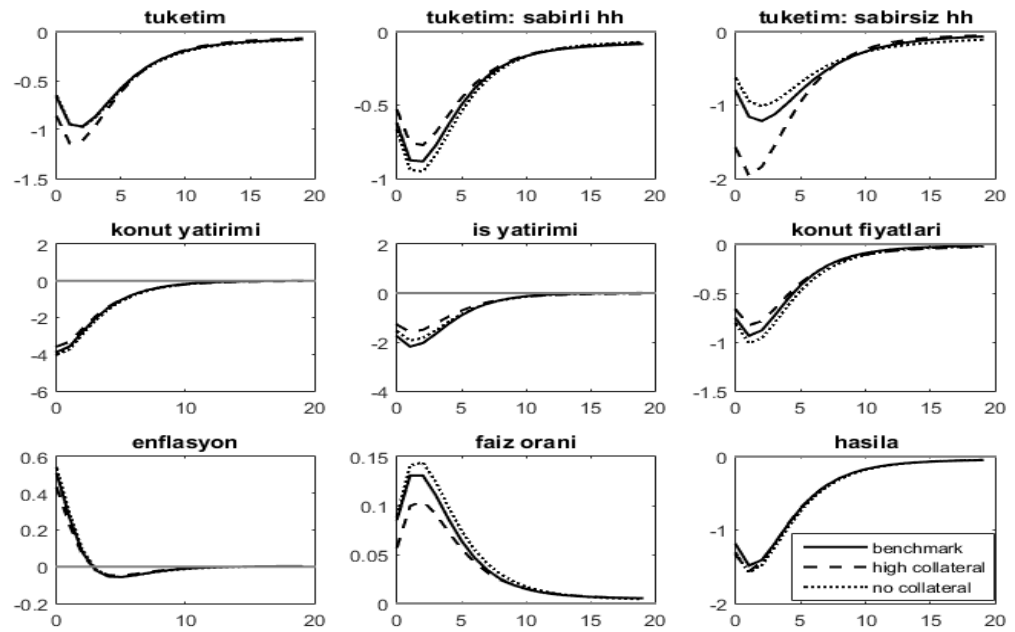 tuketim
tuketim: sabirli hh
tuketim: sabirsiz hh
0
-0.5
-1
-1.5
0 5 10 15 20
0
-0.5
-1
0 5 10 15 20
0
-1
-2
0 5 10 15 20
konut yatirimi
is yatirimi
konut fiyatlari
2
0
-2
-4
-6
0 10 20
2
0
-2
-4
0 5 10 15 20
0
-0.5
-1
-1.5
0 5 10 15 20
enflasyon
faiz orani
hasila
0.6
0.4
0.2
0
-0.2
0 10 20
0.15
0.1
0.05
0
0 5 10 15 20
0
-1
-2
0 5 10 15 20
benchmark
high collateral
no collateral